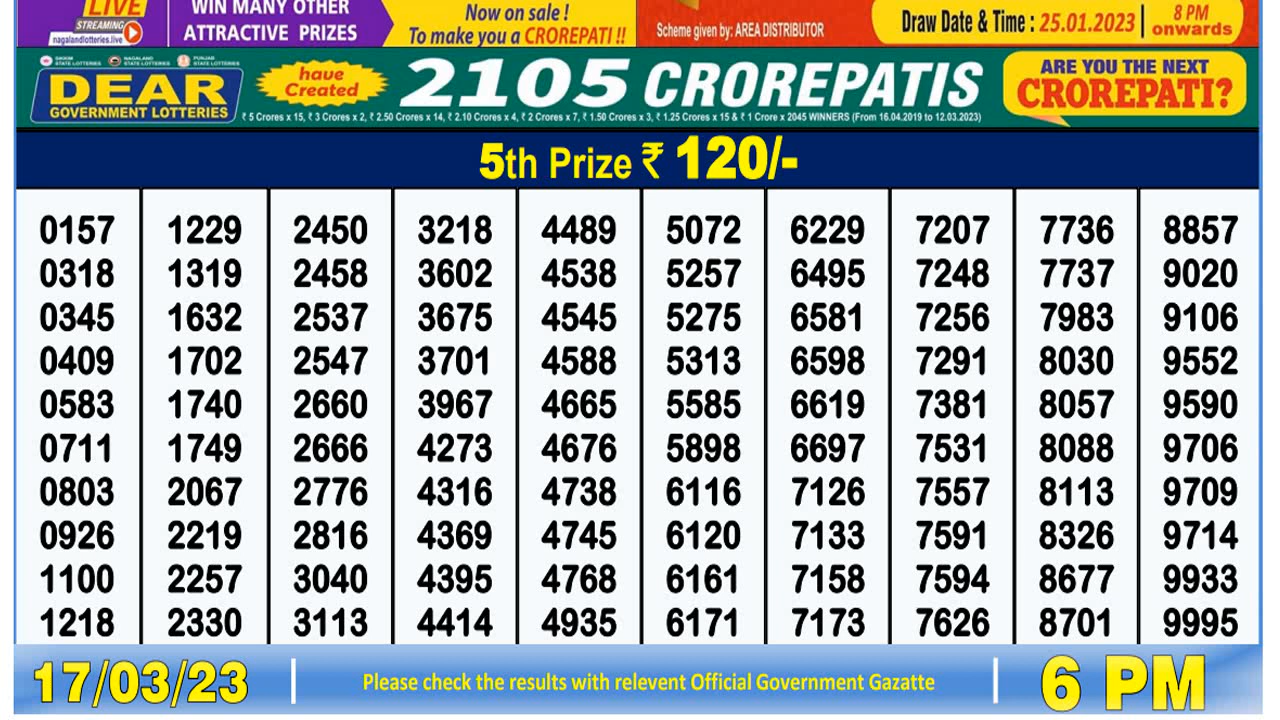 LIVE
STREAMING
nagalandlotteries.live
WIN MANY OTHER
ATTRACTIVE PRIZES
Now on sale !
To make you a CROREPATI !!
Scheme given by: AREA DISTRIBUTOR
Draw Date & Time : 25.01.2023 | 8 PM onwards
SIKKIM STATE LOTTERIES NAGALAND STATE LOTTERIES PUNJAB STATE LOTTERIES
DEAR
GOVERNMENT LOTTERIES
have
Created
2105 CROREPATIS
₹ 5 Crores x 15, ₹ 3 Crores x 2, ₹ 2.50 Crores x 14, ₹ 2.10 Crores x 4, ₹ 2 Crores x 7, ₹ 1.50 Crores x 3, ₹ 1.25 Crores x 15 & ₹ 1 Crore x 2045 WINNERS (From 16.04.2019 to 12.03.2023)
ARE YOU THE NEXT
CROREPATI?
5th Prize ₹ 120/-
0157 1229 2450 3218 4489 5072 6229 7207 7736 8857
0318 1319 2458 3602 4538 5257 6495 7248 7737 9020
0345 1632 2537 3675 4545 5275 6581 7256 7983 9106
0409 1702 2547 3701 4588 5313 6598 7291 8030 9552
0583 1740 2660 3967 4665 5585 6619 7381 8057 9590
0711 1749 2666 4273 4676 5898 6697 7531 8088 9706
0803 2067 2776 4316 4738 6116 7126 7557 8113 9709
0926 2219 2816 4369 4745 6120 7133 7591 8326 9714
1100 2257 3040 4395 4768 6161 7158 7594 8677 9933
1218 2330 3113 4414 4935 6171 7173 7626 8701 9995
17/03/23 | Please check the results with relevent Official Government Gazatte | 6 PM